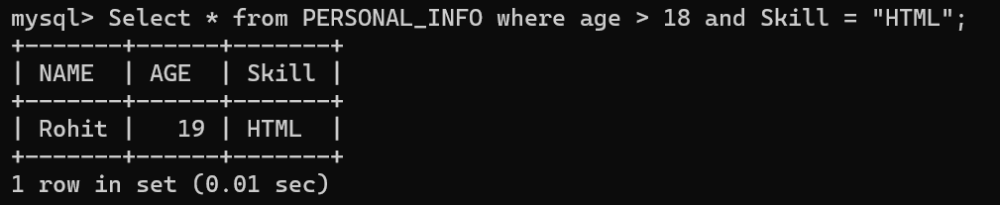 mysql> Select * from PERSONAL_INFO where age > 18 and Skill = "HTML";
+-------+------+-------+
| NAME  | AGE  | Skill |
+-------+------+-------+
| Rohit |   19 | HTML  |
+-------+------+-------+
1 row in set (0.01 sec)